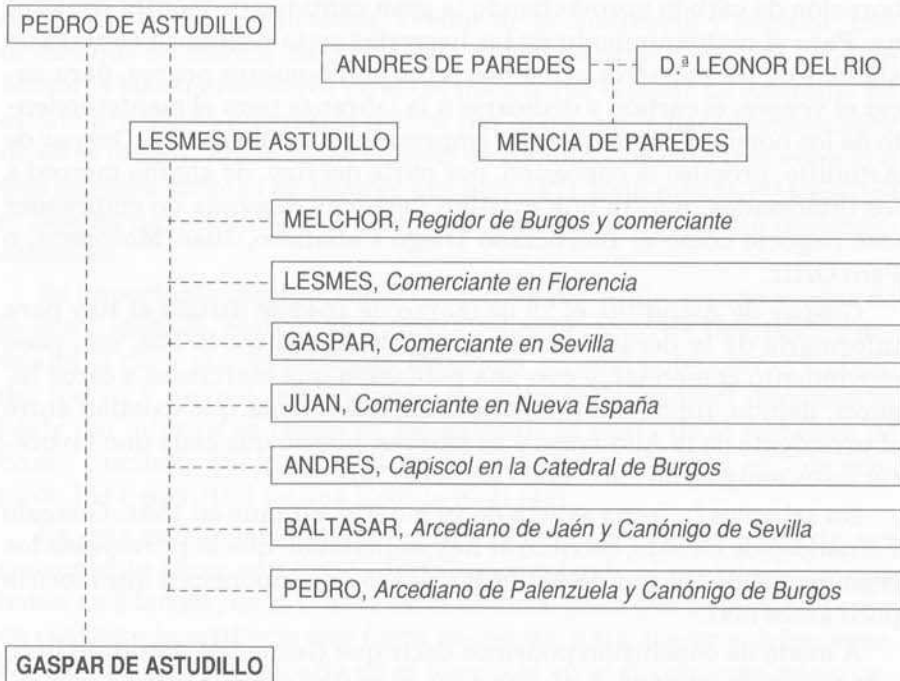 PEDRO DE ASTUDILLO
ANDRES DE PAREDES
D.ª LEONOR DEL RIO
LESMES DE ASTUDILLO
MENCIA DE PAREDES
MELCHOR, Regidor de Burgos y comerciante
LESMES, Comerciante en Florencia
GASPAR, Comerciante en Sevilla
JUAN, Comerciante en Nueva España
ANDRES, Capiscol en la Catedral de Burgos
BALTASAR, Arcediano de Jaén y Canónigo de Sevilla
PEDRO, Arcediano de Palenzuela y Canónigo de Burgos
GASPAR DE ASTUDILLO